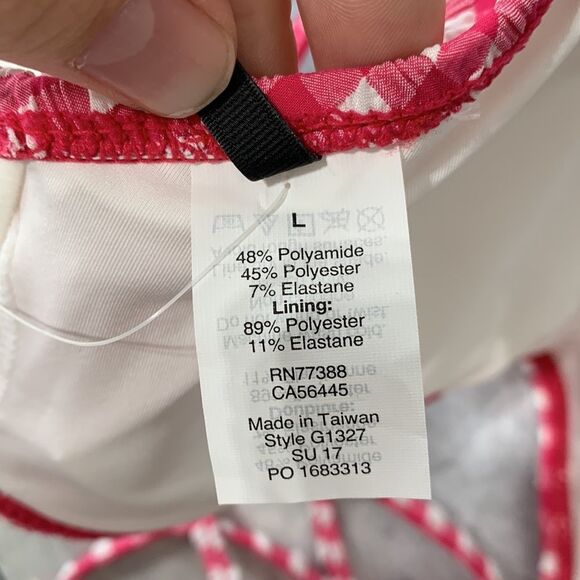 L
48% Polyamide
45% Polyester
7% Elastane
Lining:
89% Polyester
11% Elastane
RN77388
CA56445
Made in Taiwan
Style G1327
SU 17
PO 1683313